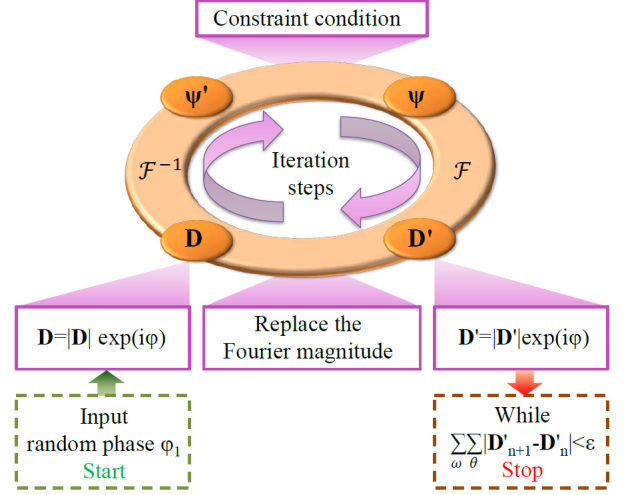 Constraint condition
ψ'
ψ
ℱ⁻¹
Iteration
steps
ℱ
D
D'
D=|D| exp(iφ)
Replace the
Fourier magnitude
D'=|D'|exp(iφ)
Input
random phase φ₁
Start
While
∑∑|D'ₙ₊₁-D'ₙ|<ε
ω θ
Stop